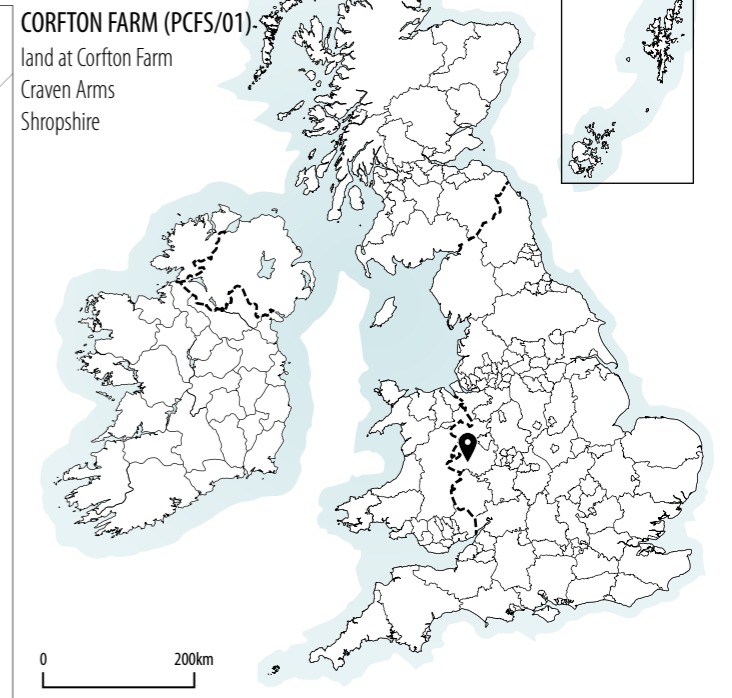 CORFTON FARM (PCFS/01)
land at Corfton Farm
Craven Arms
Shropshire
0 200km